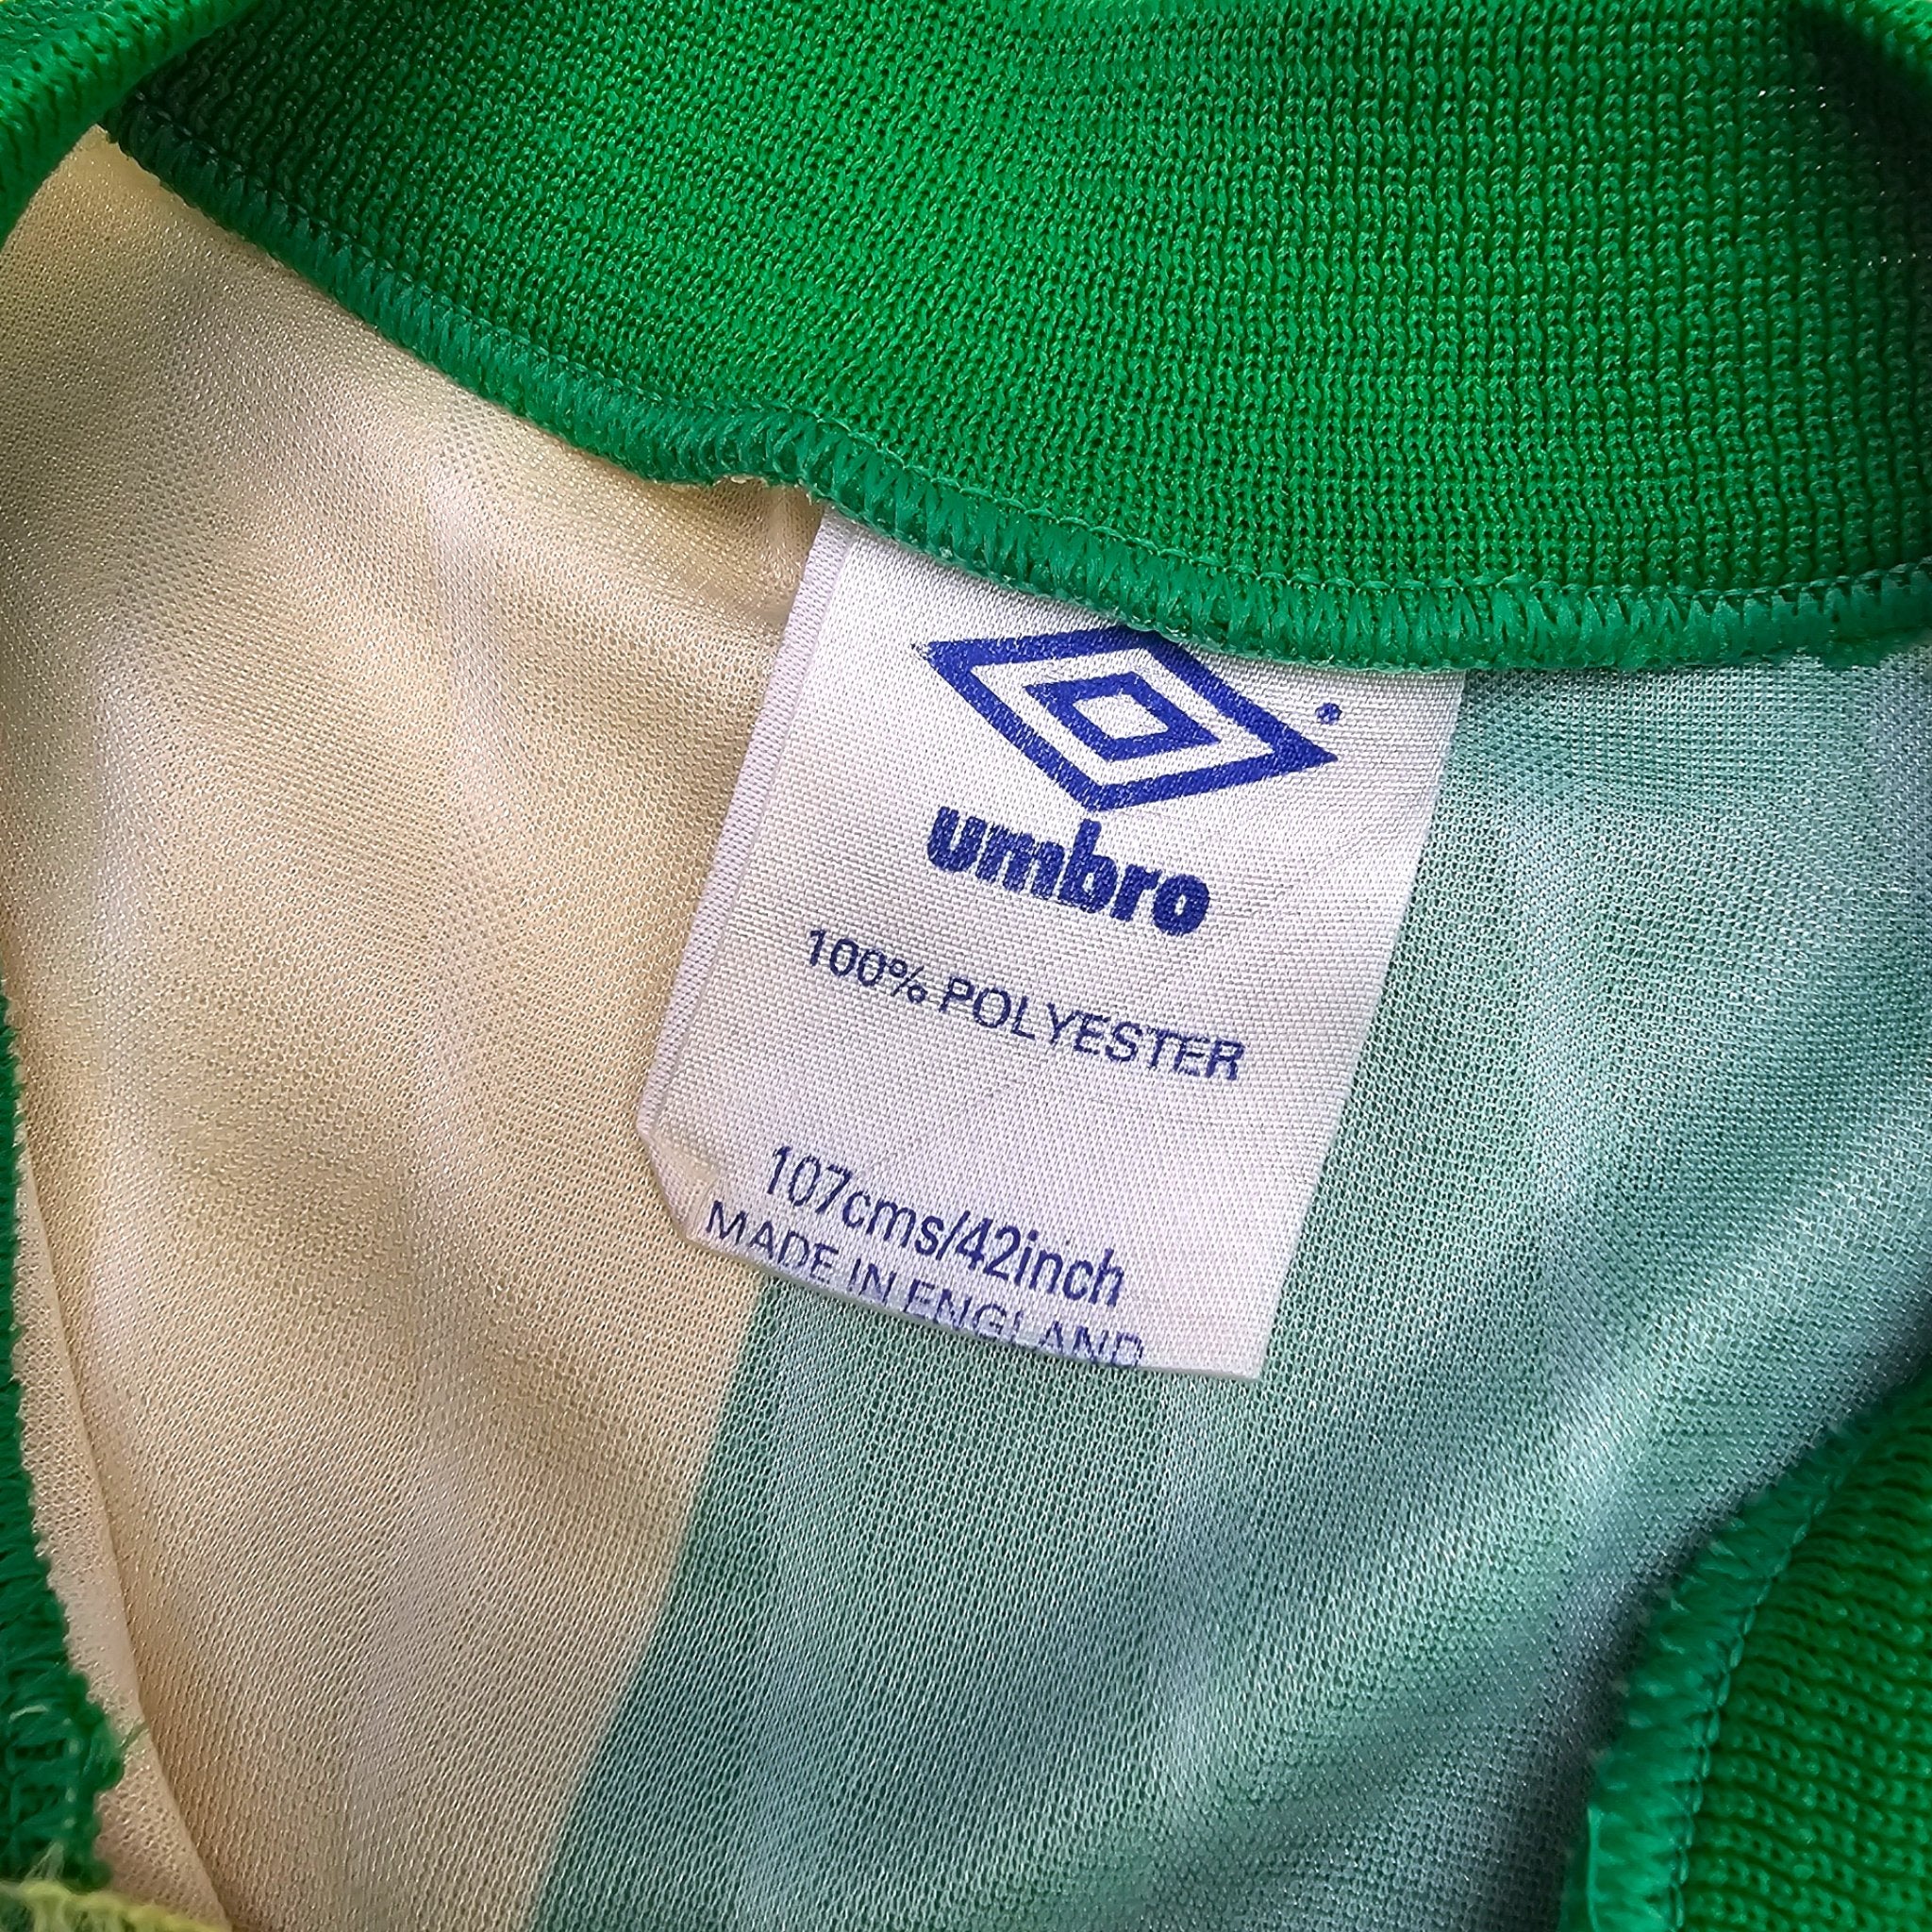 umbro
100% POLYESTER
107cms/42inch
MADE IN ENGLAND